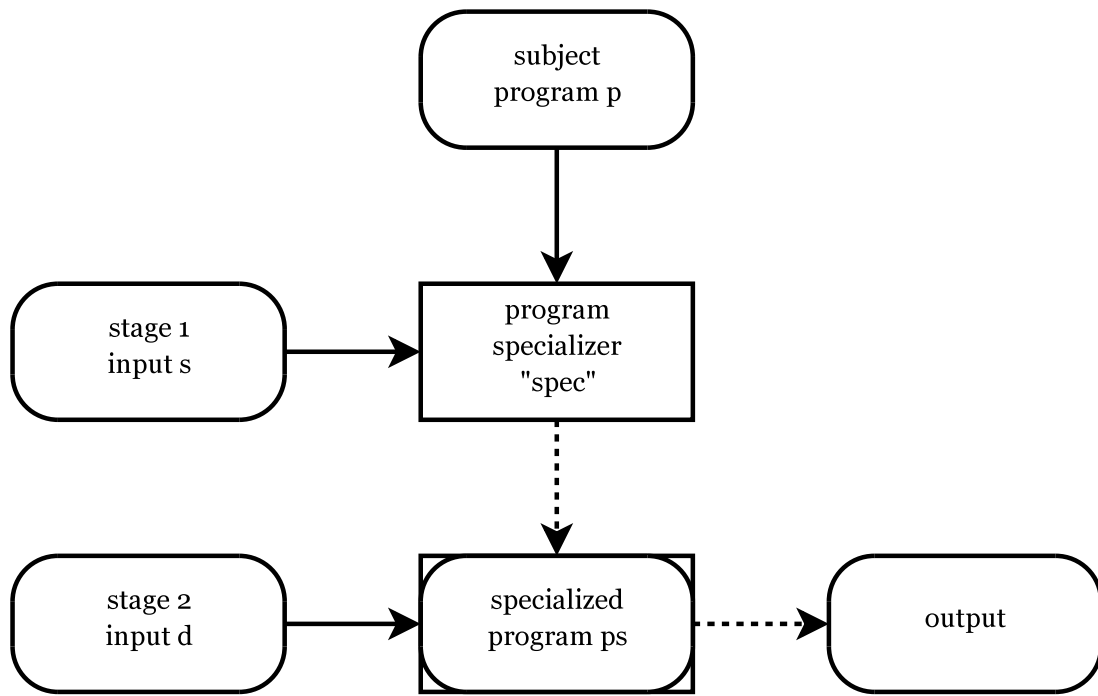 subject
program p
stage 1
input s
program
specializer
"spec"
stage 2
input d
specialized
program ps
output